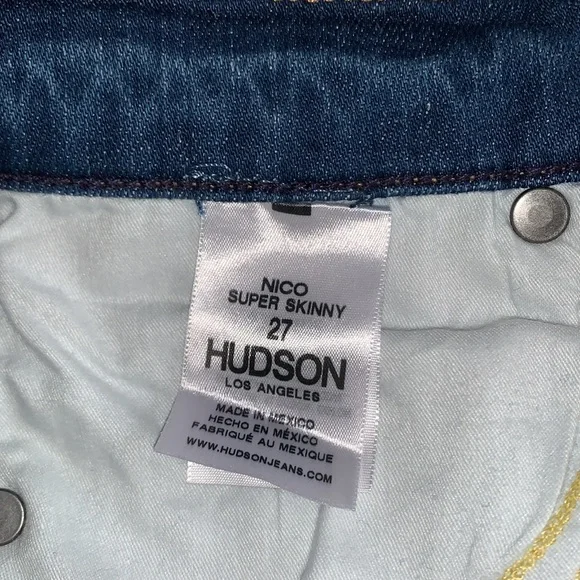 NICO
SUPER SKINNY
27
HUDSON
LOS ANGELES
MADE IN MEXICO
HECHO EN MÉXICO
FABRIQUÉ AU MEXIQUE
WWW.HUDSONJEANS.COM